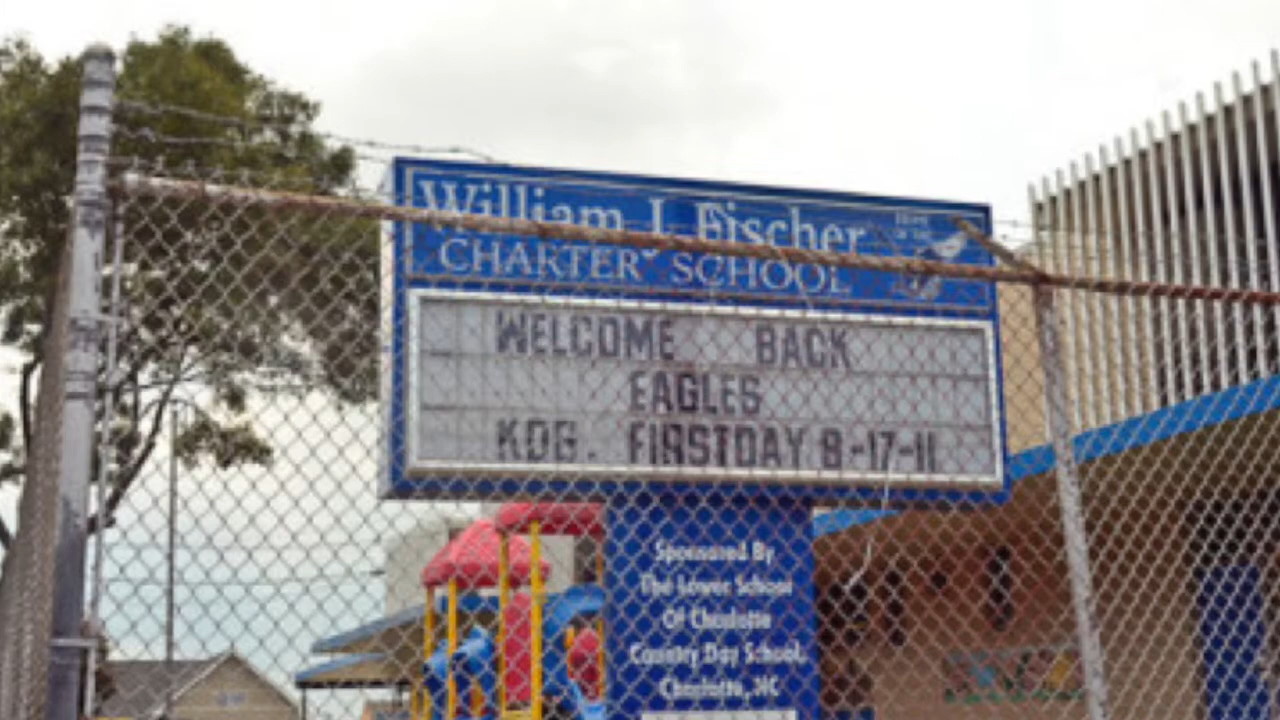 William J. Fischer
CHARTER SCHOOL
WELCOME BACK
EAGLES
KDG. FIRSTDAY 8-17-11
Sponsored By
The Lower School
Of Charlotte
Country Day School,
Charlotte, NC